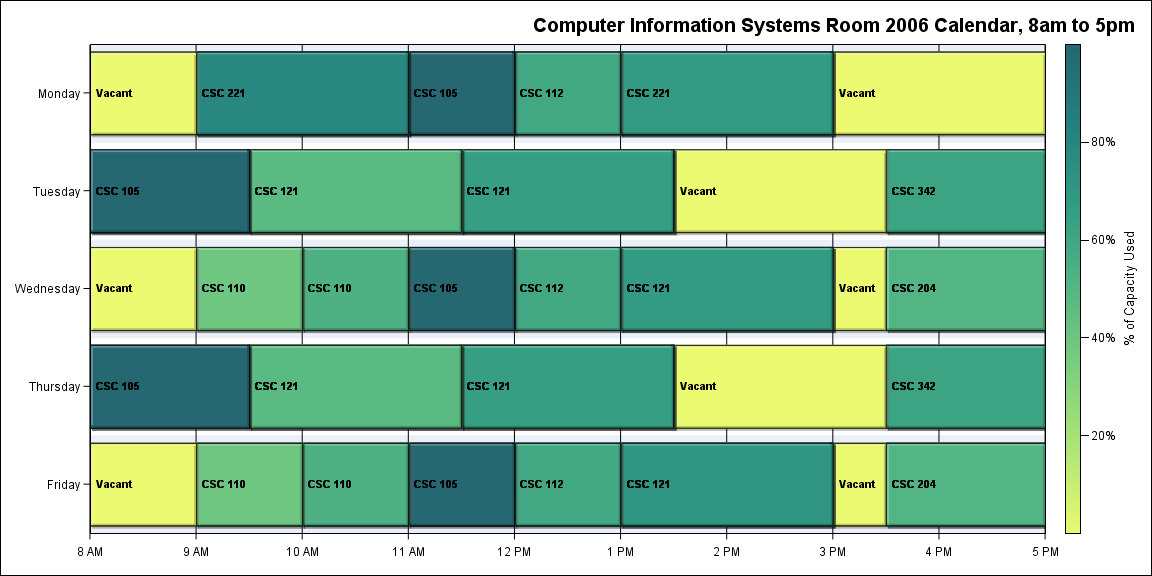 Computer Information Systems Room 2006 Calendar, 8am to 5pm
Monday
Vacant
CSC 221
CSC 105
CSC 112
CSC 221
Vacant
Tuesday
CSC 105
CSC 121
CSC 121
Vacant
CSC 342
Wednesday
Vacant
CSC 110
CSC 110
CSC 105
CSC 112
CSC 121
Vacant
CSC 204
Thursday
CSC 105
CSC 121
CSC 121
Vacant
CSC 342
Friday
Vacant
CSC 110
CSC 110
CSC 105
CSC 112
CSC 121
Vacant
CSC 204
8 AM
9 AM
10 AM
11 AM
12 PM
1 PM
2 PM
3 PM
4 PM
5 PM
80%
60%
40%
20%
% of Capacity Used